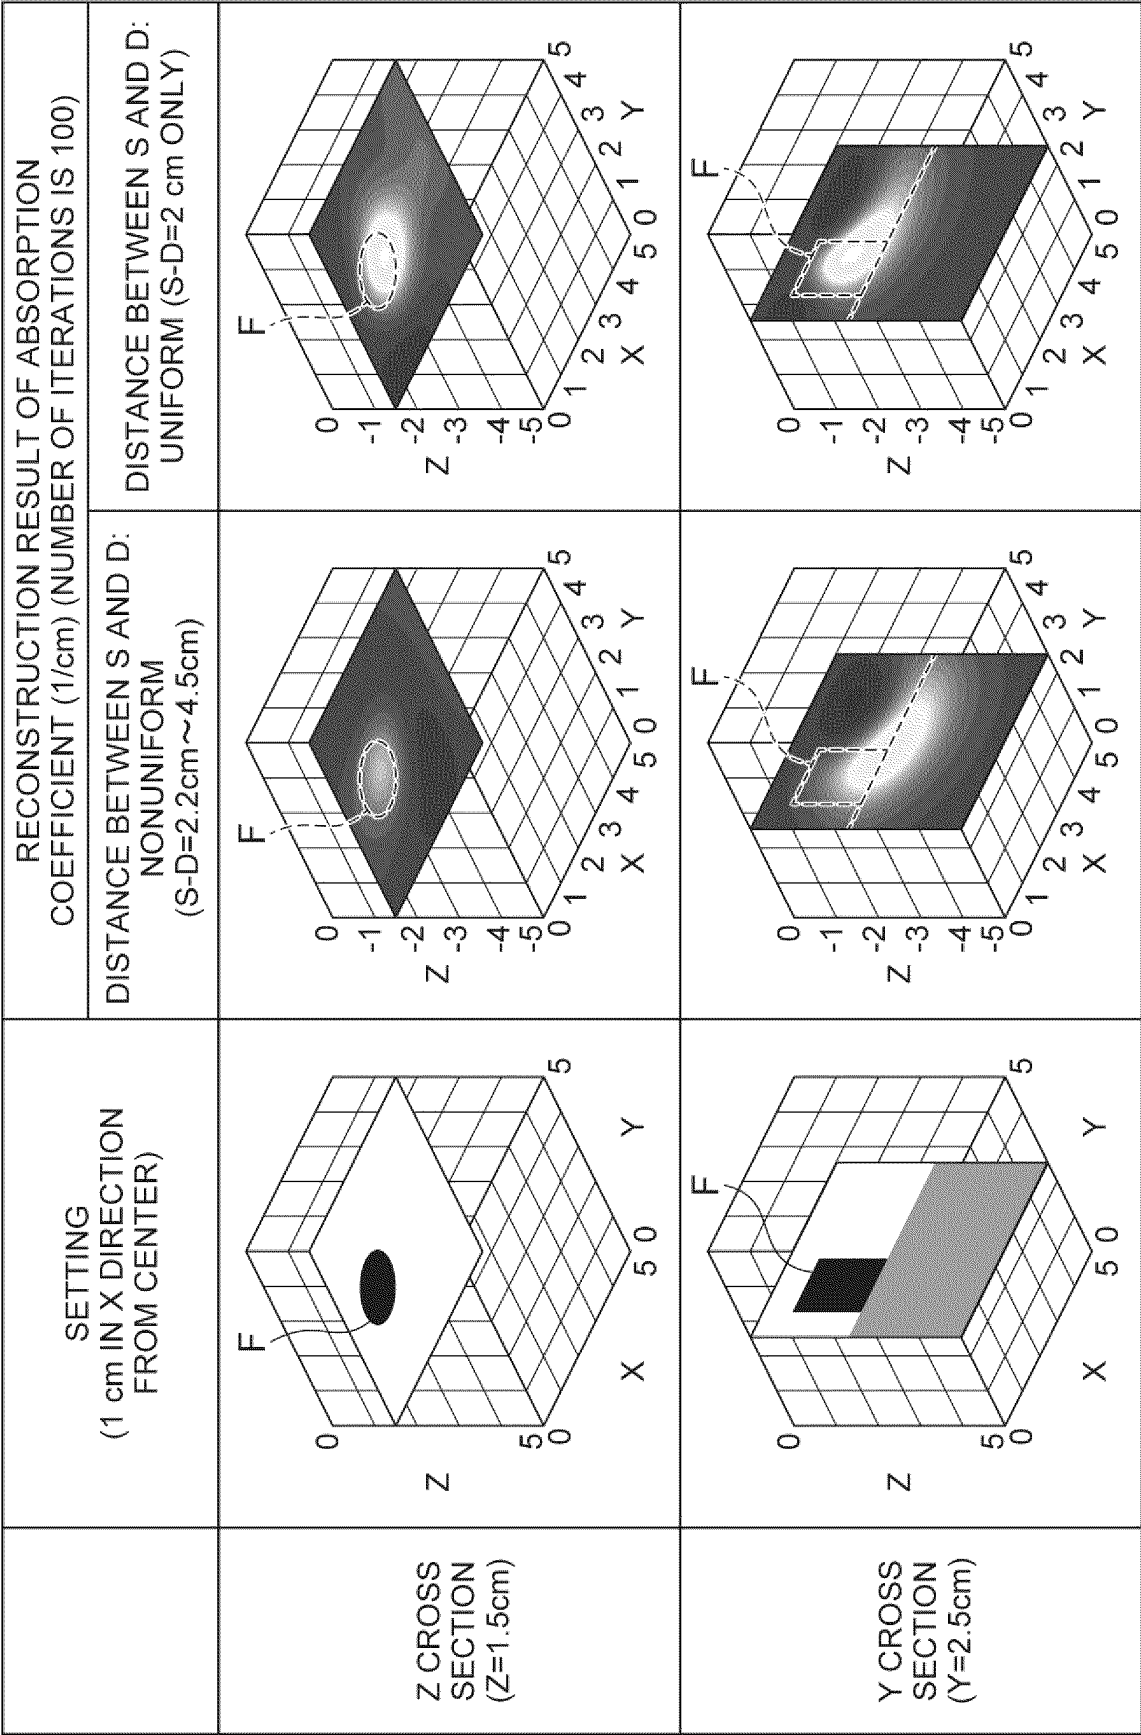 SETTING
(1 cm IN X DIRECTION
FROM CENTER)
RECONSTRUCTION RESULT OF ABSORPTION
COEFFICIENT (1/cm) (NUMBER OF ITERATIONS IS 100)
DISTANCE BETWEEN S AND D:
NONUNIFORM
(S-D=2.2cm~4.5cm)
DISTANCE BETWEEN S AND D:
UNIFORM (S-D=2 cm ONLY)
Z CROSS
SECTION
(Z=1.5cm)
F
0
Z
5
0
X
5
0
Y
5
F
0
-1
-2
-3
-4
-5
Z
0
1
2
3
4
5
X
0
1
2
3
4
5
Y
F
0
-1
-2
-3
-4
-5
Z
0
1
2
3
4
5
X
0
1
2
3
4
5
Y
Y CROSS
SECTION
(Y=2.5cm)
F
0
Z
5
0
X
5
0
Y
5
F
0
-1
-2
-3
-4
-5
Z
0
1
2
3
4
5
X
0
1
2
3
4
5
Y
F
0
-1
-2
-3
-4
-5
Z
0
1
2
3
4
5
X
0
1
2
3
4
5
Y